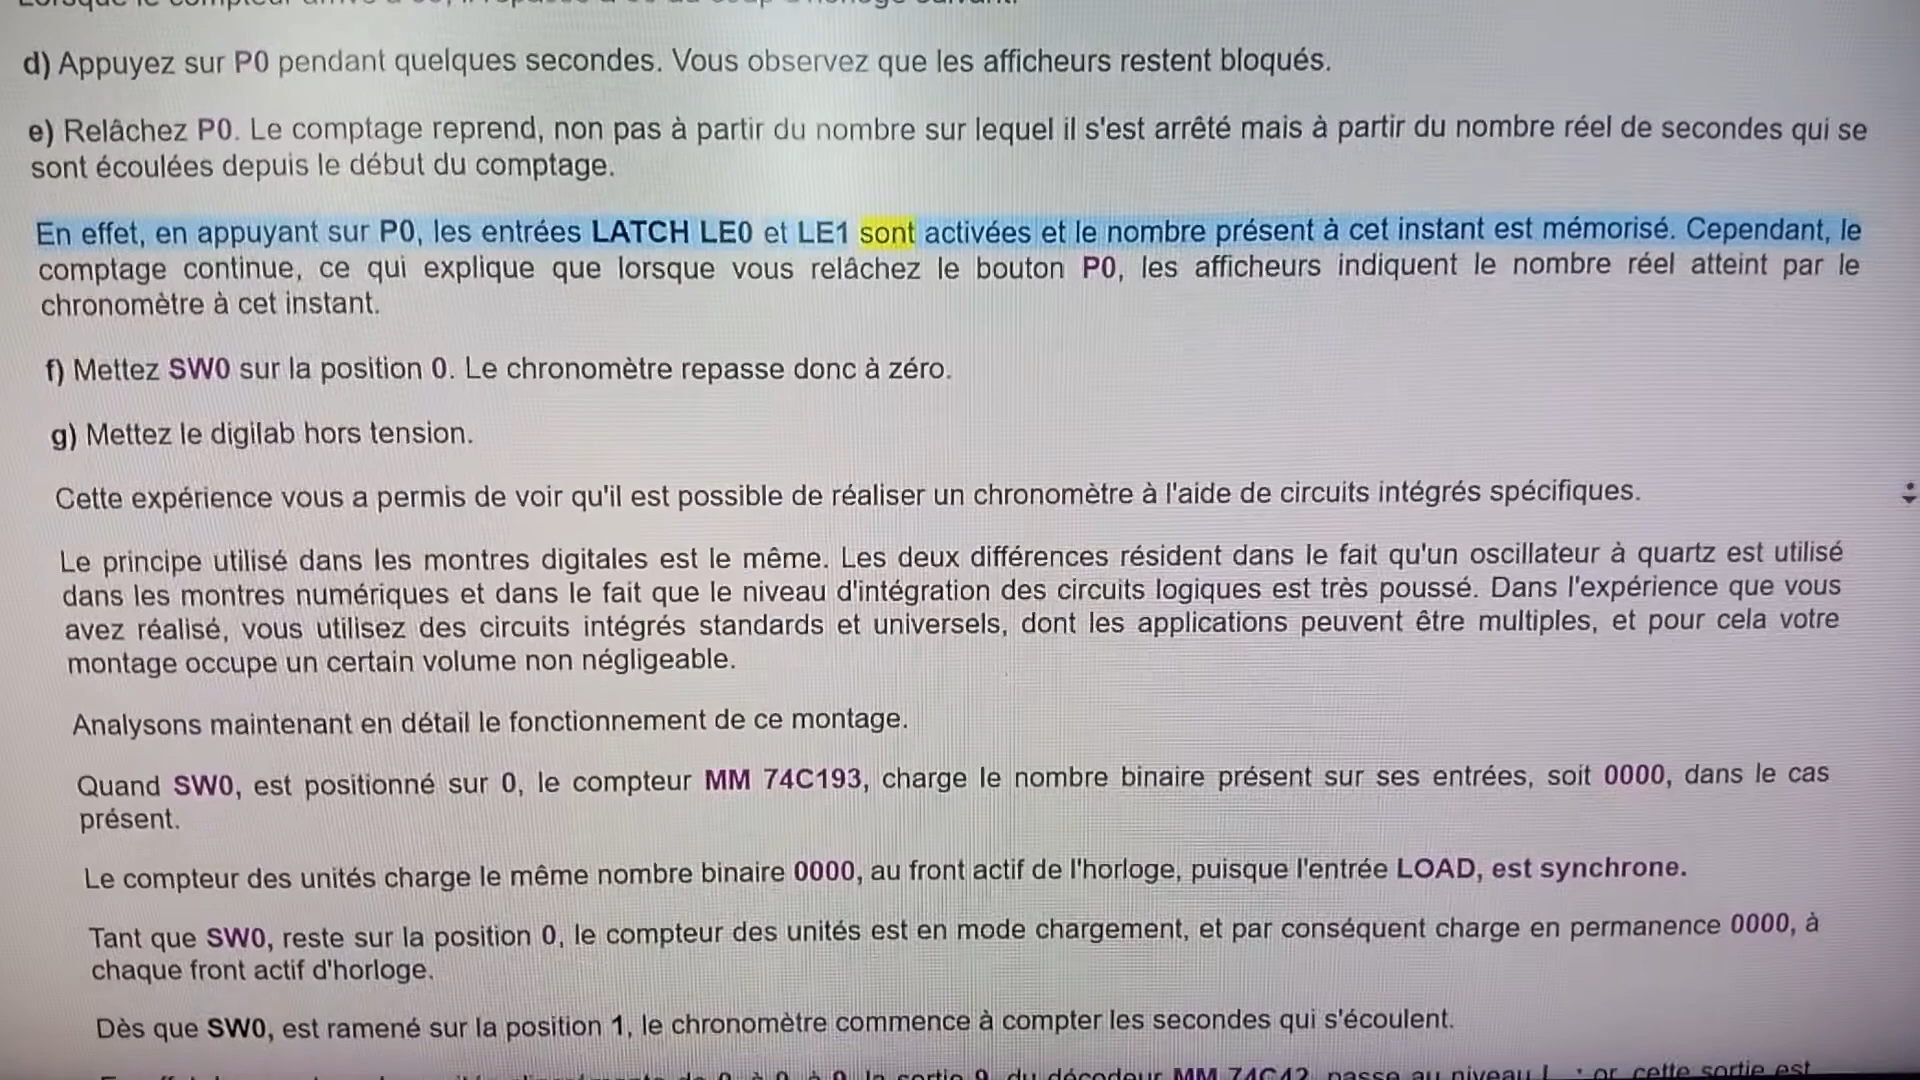 d) Appuyez sur P0 pendant quelques secondes. Vous observez que les afficheurs restent bloqués.
e) Relâchez P0. Le comptage reprend, non pas à partir du nombre sur lequel il s'est arrêté mais à partir du nombre réel de secondes qui se
sont écoulées depuis le début du comptage.
En effet, en appuyant sur P0, les entrées LATCH LE0 et LE1 sont activées et le nombre présent à cet instant est mémorisé. Cependant, le
comptage continue, ce qui explique que lorsque vous relâchez le bouton P0, les afficheurs indiquent le nombre réel atteint par le
chronomètre à cet instant.
f) Mettez SW0 sur la position 0. Le chronomètre repasse donc à zéro.
g) Mettez le digilab hors tension.
Cette expérience vous a permis de voir qu'il est possible de réaliser un chronomètre à l'aide de circuits intégrés spécifiques.
Le principe utilisé dans les montres digitales est le même. Les deux différences résident dans le fait qu'un oscillateur à quartz est utilisé
dans les montres numériques et dans le fait que le niveau d'intégration des circuits logiques est très poussé. Dans l'expérience que vous
avez réalisé, vous utilisez des circuits intégrés standards et universels, dont les applications peuvent être multiples, et pour cela votre
montage occupe un certain volume non négligeable.
Analysons maintenant en détail le fonctionnement de ce montage.
Quand SW0, est positionné sur 0, le compteur MM 74C193, charge le nombre binaire présent sur ses entrées, soit 0000, dans le cas
présent.
Le compteur des unités charge le même nombre binaire 0000, au front actif de l'horloge, puisque l'entrée LOAD, est synchrone.
Tant que SW0, reste sur la position 0, le compteur des unités est en mode chargement, et par conséquent charge en permanence 0000, à
chaque front actif d'horloge.
Dès que SW0, est ramené sur la position 1, le chronomètre commence à compter les secondes qui s'écoulent.
la sortie 9 du décodeur MM 74C42 passe au niveau L or cette sortie est